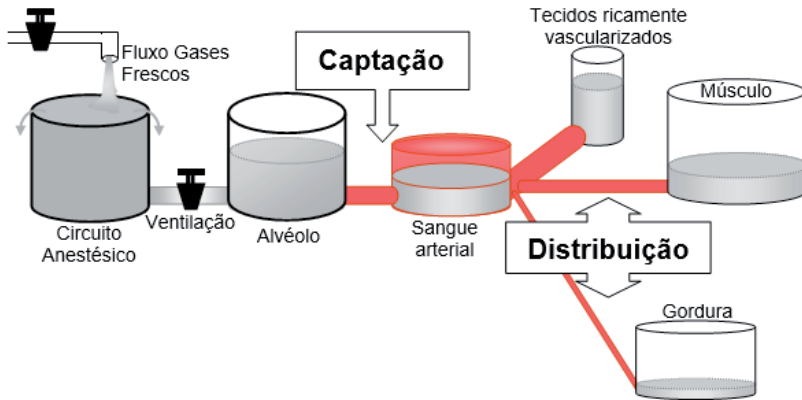 Fluxo Gases
Frescos
Captação
Tecidos ricamente
vascularizados
Músculo
Ventilação
Circuito
Anestésico
Alvéolo
Sangue
arterial
Distribuição
Gordura